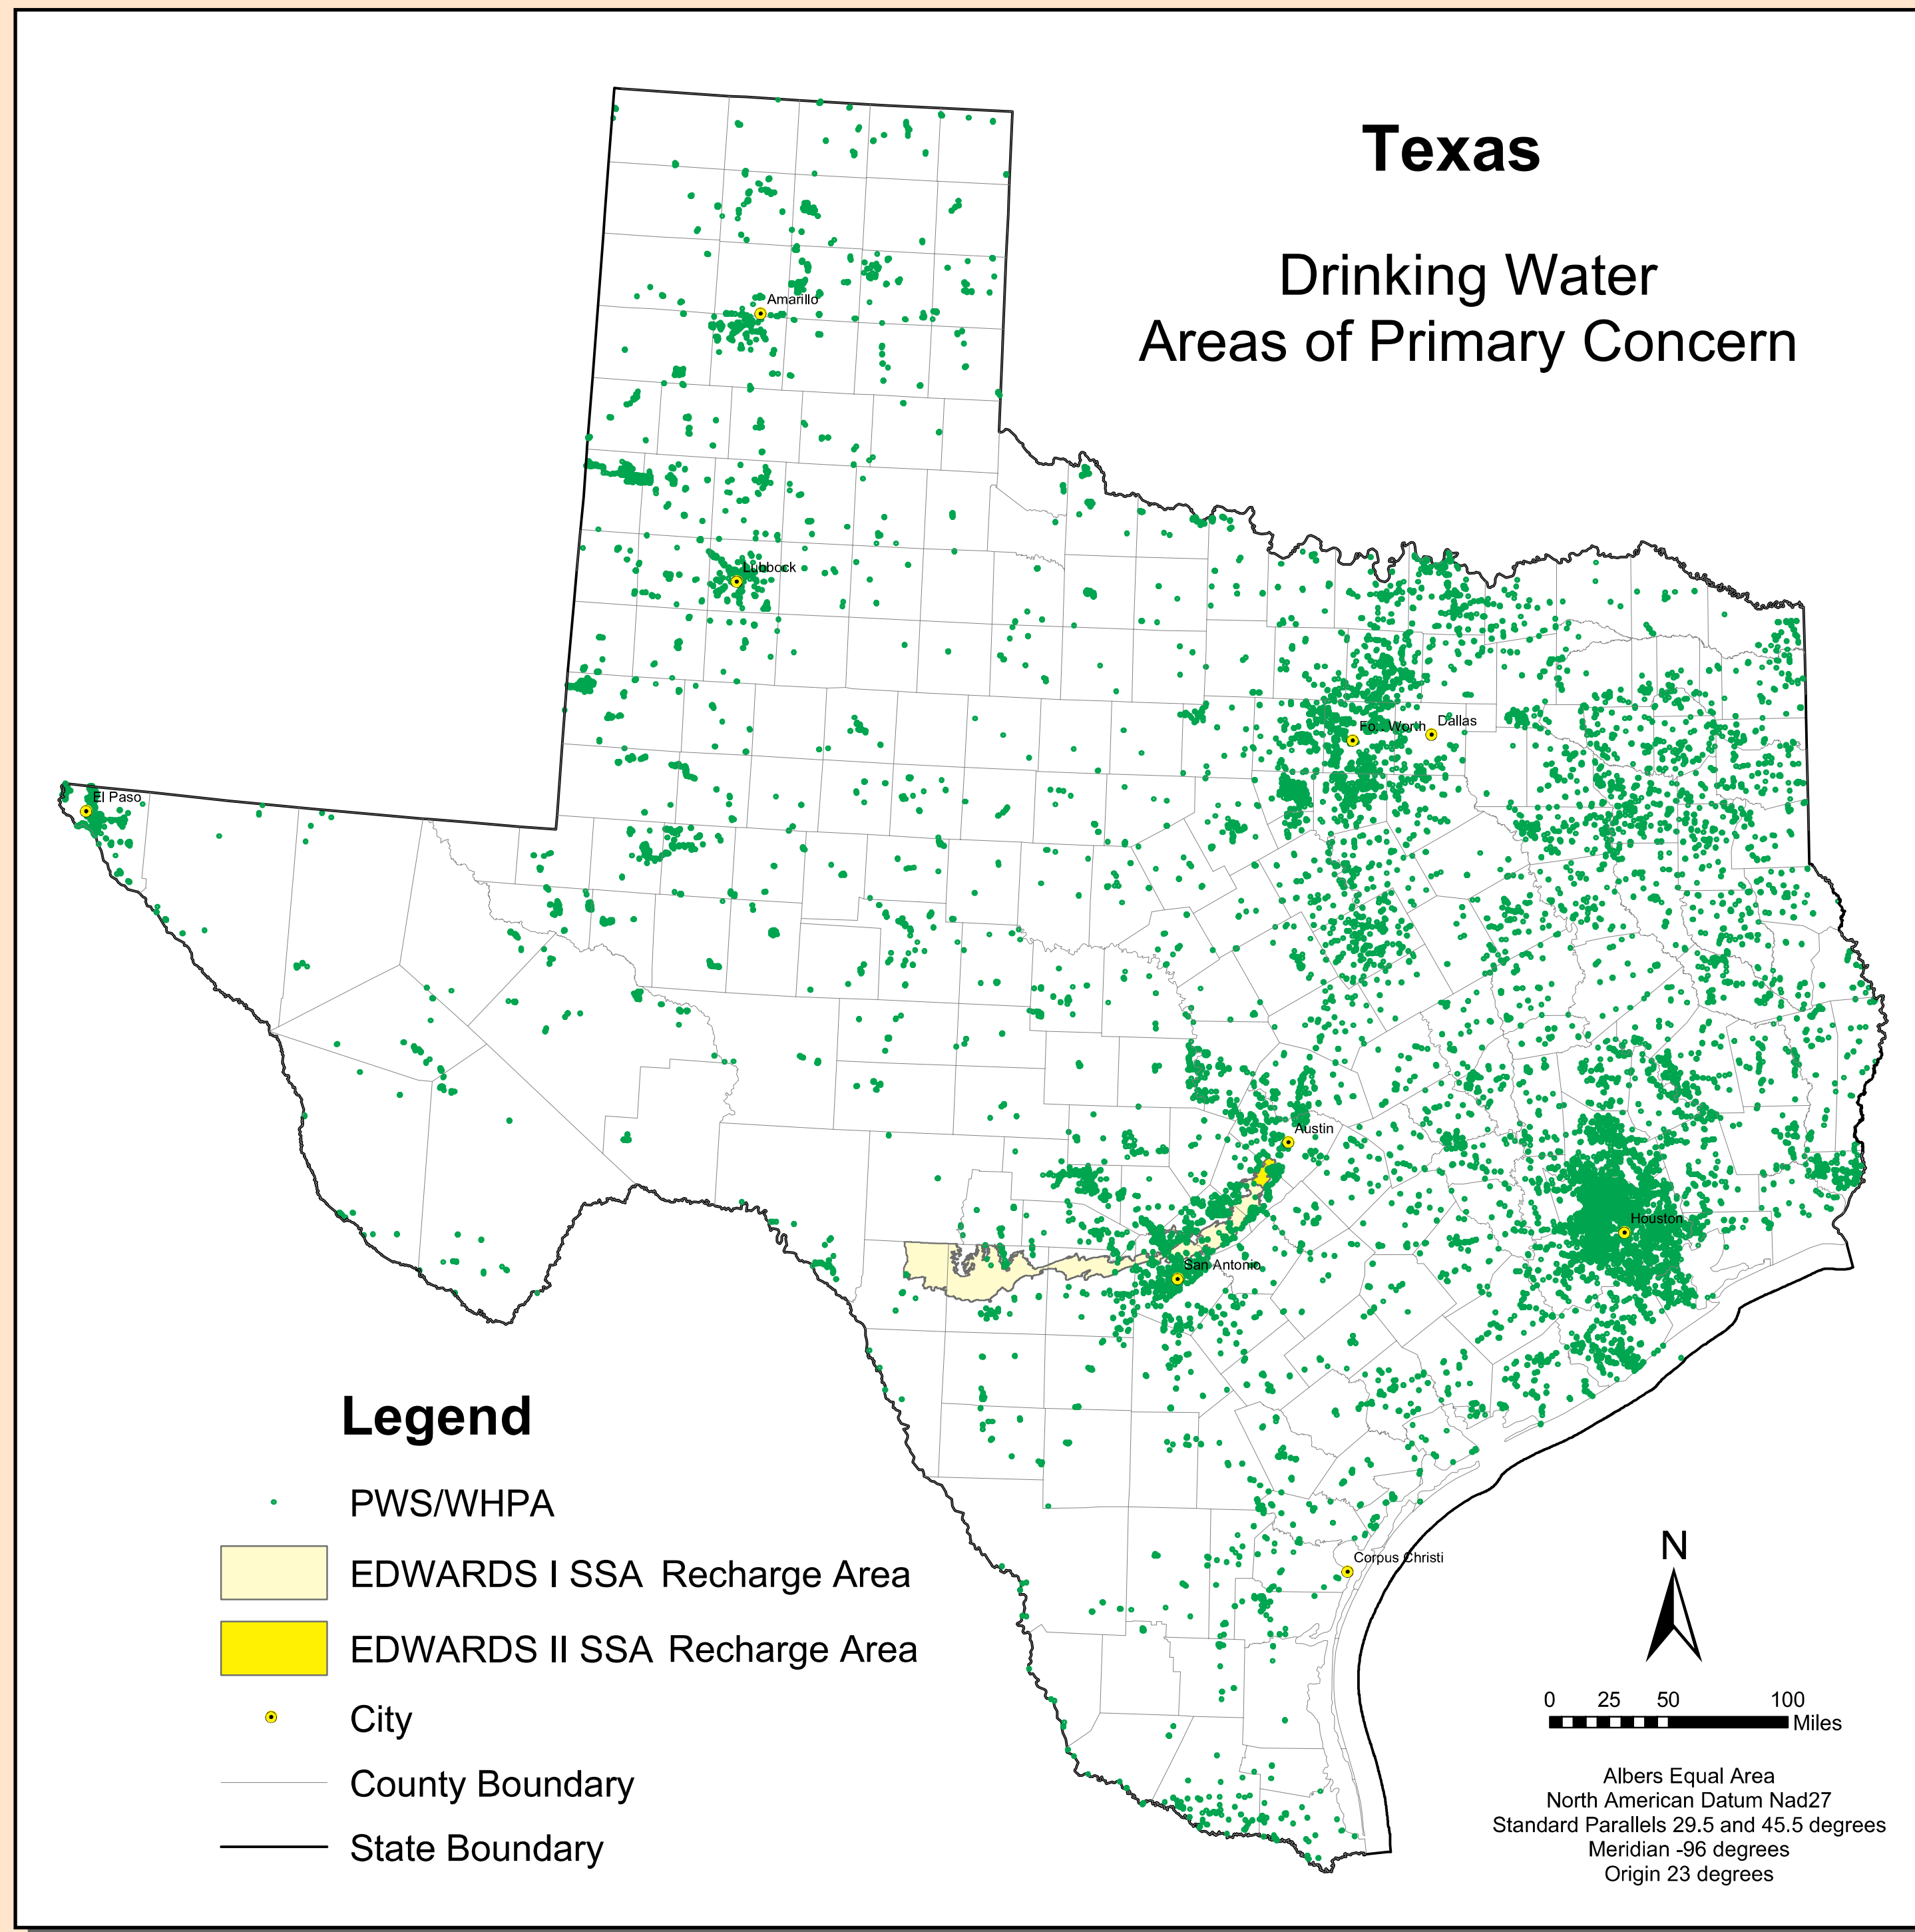 Texas
Drinking Water
Areas of Primary Concern
Amarillo
Lubbock
Dallas
Worth
El Paso
Austin
Houston
San Antonio
Corpus Christi
Legend
PWS/WHPA
EDWARDS I SSA Recharge Area
EDWARDS II SSA Recharge Area
City
County Boundary
State Boundary
N
0 25 50 100
Miles
Albers Equal Area
North American Datum Nad27
Standard Parallels 29.5 and 45.5 degrees
Meridian -96 degrees
Origin 23 degrees